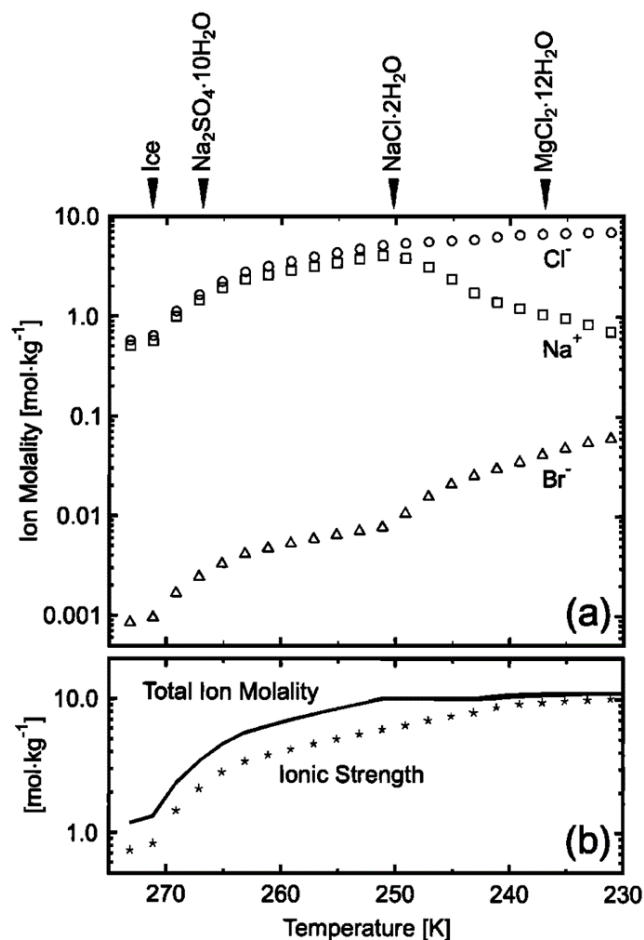 Ice
Na₂SO₄·10H₂O
NaCl·2H₂O
MgCl₂·12H₂O
10.0
1.0
0.1
0.01
0.001
Ion Molality [mol·kg⁻¹]
Cl⁻
Na⁺
Br⁻
(a)
10.0
1.0
[mol·kg⁻¹]
Total Ion Molality
Ionic Strength
(b)
270 260 250 240 230
Temperature [K]